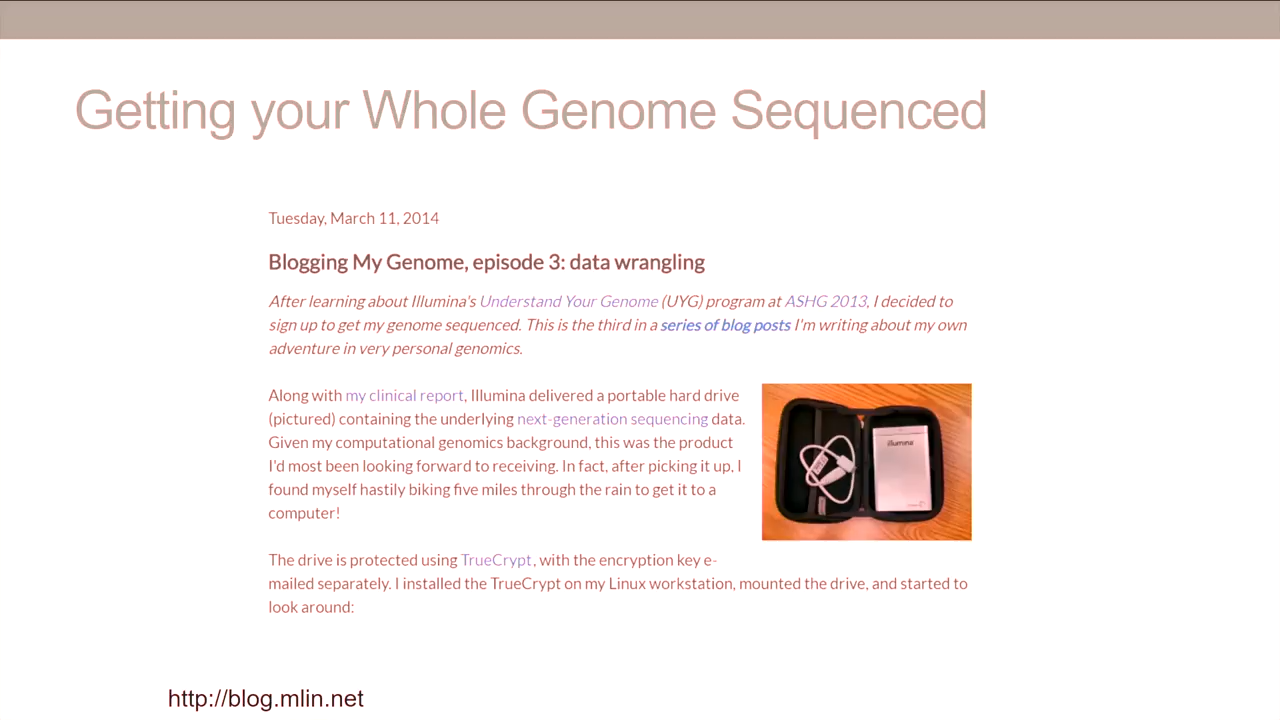 Getting your Whole Genome Sequenced
Tuesday, March 11, 2014
Blogging My Genome, episode 3: data wrangling
After learning about Illumina's Understand Your Genome (UYG) program at ASHG 2013, I decided to
sign up to get my genome sequenced. This is the third in a series of blog posts I'm writing about my own
adventure in very personal genomics.
Along with my clinical report, Illumina delivered a portable hard drive
(pictured) containing the underlying next-generation sequencing data.
Given my computational genomics background, this was the product
I'd most been looking forward to receiving. In fact, after picking it up, I
found myself hastily biking five miles through the rain to get it to a
computer!
illumina
The drive is protected using TrueCrypt, with the encryption key e-
mailed separately. I installed the TrueCrypt on my Linux workstation, mounted the drive, and started to
look around:
http://blog.mlin.net